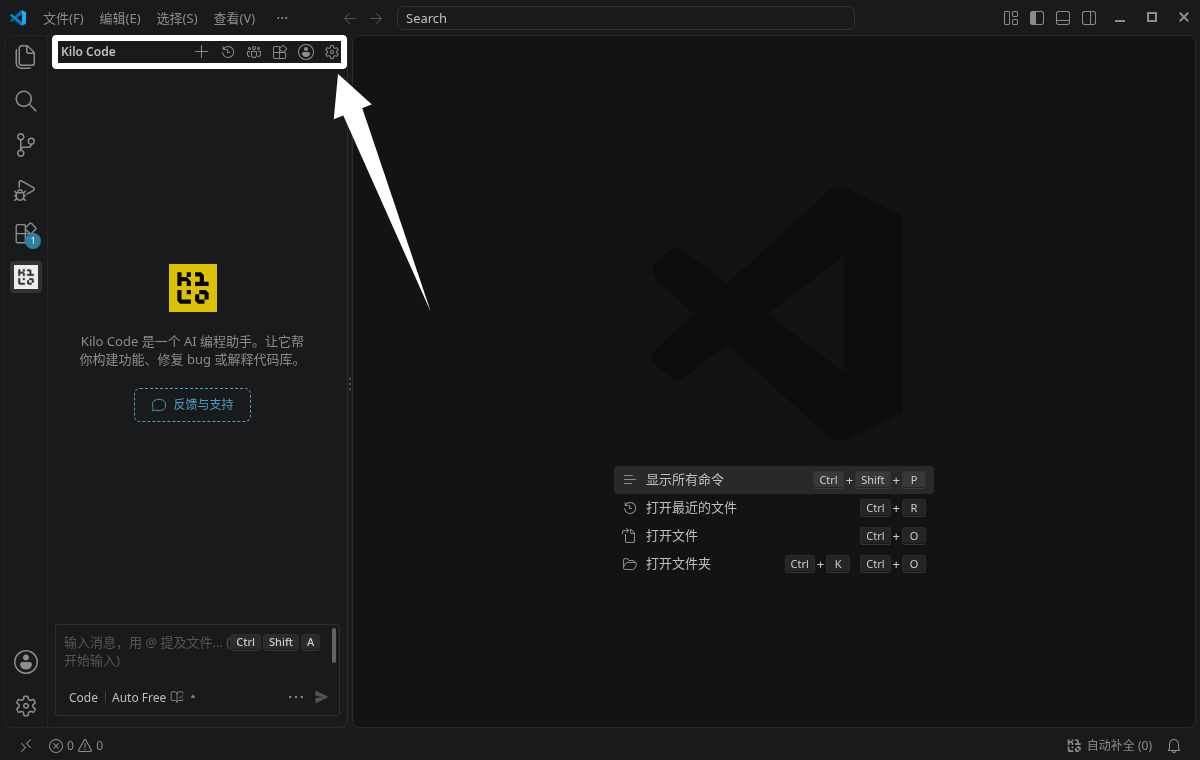 文件(F) 编辑(E) 选择(S) 查看(V) ··· Search
Kilo Code
1
Kilo Code 是一个 AI 编程助手。让它帮
你构建功能、修复 bug 或解释代码库。
反馈与支持
显示所有命令 Ctrl + Shift + P
打开最近的文件 Ctrl + R
打开文件 Ctrl + O
打开文件夹 Ctrl + K Ctrl + O
输入消息，用 @ 提及文件... (Ctrl Shift A
开始输入)
Code Auto Free
0 0 自动补全 (0)